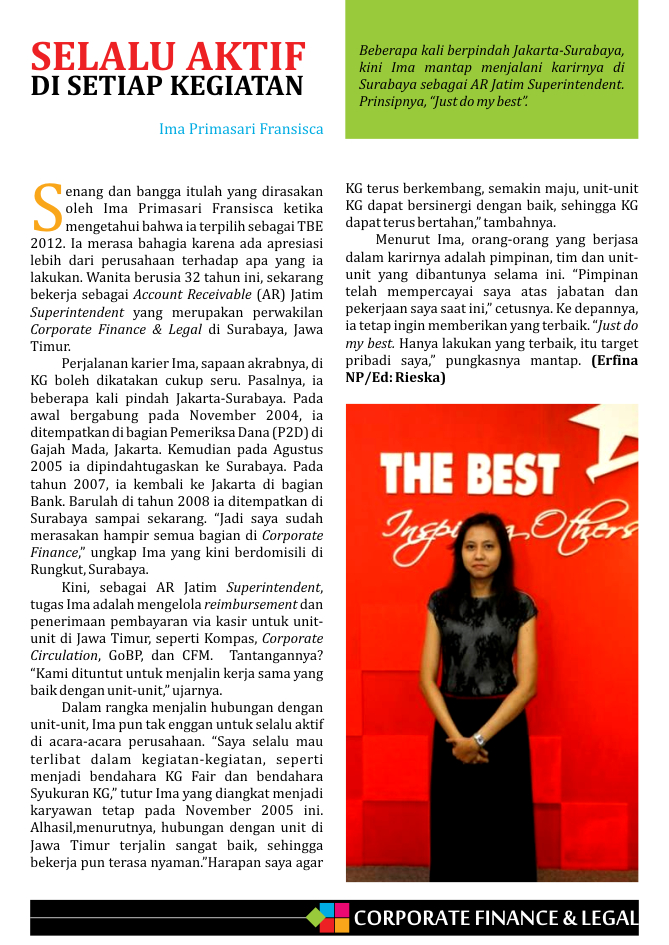 SELALU AKTIF
DI SETIAP KEGIATAN
Ima Primasari Fransisca
Beberapa kali berpindah Jakarta-Surabaya,
kini Ima mantap menjalani karirnya di
Surabaya sebagai AR Jatim Superintendent.
Prinsipnya, “Just do my best”.
Senang dan bangga itulah yang dirasakan
oleh Ima Primasari Fransisca ketika
mengetahui bahwa ia terpilih sebagai TBE
2012. Ia merasa bahagia karena ada apresiasi
lebih dari perusahaan terhadap apa yang ia
lakukan. Wanita berusia 32 tahun ini, sekarang
bekerja sebagai Account Receivable (AR) Jatim
Superintendent yang merupakan perwakilan
Corporate Finance & Legal di Surabaya, Jawa
Timur.
Perjalanan karier Ima, sapaan akrabnya, di
KG boleh dikatakan cukup seru. Pasalnya, ia
beberapa kali pindah Jakarta-Surabaya. Pada
awal bergabung pada November 2004, ia
ditempatkan di bagian Pemeriksa Dana (P2D) di
Gajah Mada, Jakarta. Kemudian pada Agustus
2005 ia dipindahtugaskan ke Surabaya. Pada
tahun 2007, ia kembali ke Jakarta di bagian
Bank. Barulah di tahun 2008 ia ditempatkan di
Surabaya sampai sekarang. “Jadi saya sudah
merasakan hampir semua bagian di Corporate
Finance,” ungkap Ima yang kini berdomisili di
Rungkut, Surabaya.
Kini, sebagai AR Jatim Superintendent,
tugas Ima adalah mengelola reimbursement dan
penerimaan pembayaran via kasir untuk unit-
unit di Jawa Timur, seperti Kompas, Corporate
Circulation, GoBP, dan CFM. Tantangannya?
“Kami dituntut untuk menjalin kerja sama yang
baik dengan unit-unit,” ujarnya.
Dalam rangka menjalin hubungan dengan
unit-unit, Ima pun tak enggan untuk selalu aktif
di acara-acara perusahaan. “Saya selalu mau
terlibat dalam kegiatan-kegiatan, seperti
menjadi bendahara KG Fair dan bendahara
Syukuran KG,” tutur Ima yang diangkat menjadi
karyawan tetap pada November 2005 ini.
Alhasil,menurutnya, hubungan dengan unit di
Jawa Timur terjalin sangat baik, sehingga
bekerja pun terasa nyaman.”Harapan saya agar
KG terus berkembang, semakin maju, unit-unit
KG dapat bersinergi dengan baik, sehingga KG
dapat terus bertahan,” tambahnya.
Menurut Ima, orang-orang yang berjasa
dalam karirnya adalah pimpinan, tim dan unit-
unit yang dibantunya selama ini. “Pimpinan
telah mempercayai saya atas jabatan dan
pekerjaan saya saat ini,” cetusnya. Ke depannya,
ia tetap ingin memberikan yang terbaik. “Just do
my best. Hanya lakukan yang terbaik, itu target
pribadi saya,” pungkasnya mantap. (Erfina
NP/Ed: Rieska)
THE BEST
Others
CORPORATE FINANCE & LEGAL